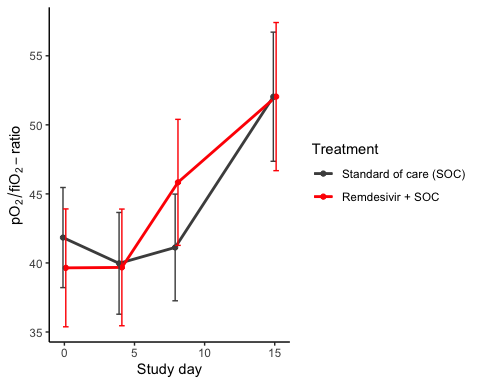 pO₂/fiO₂ – ratio
55
50
45
40
35
0 5 10 15
Study day
Treatment
Standard of care (SOC)
Remdesivir + SOC